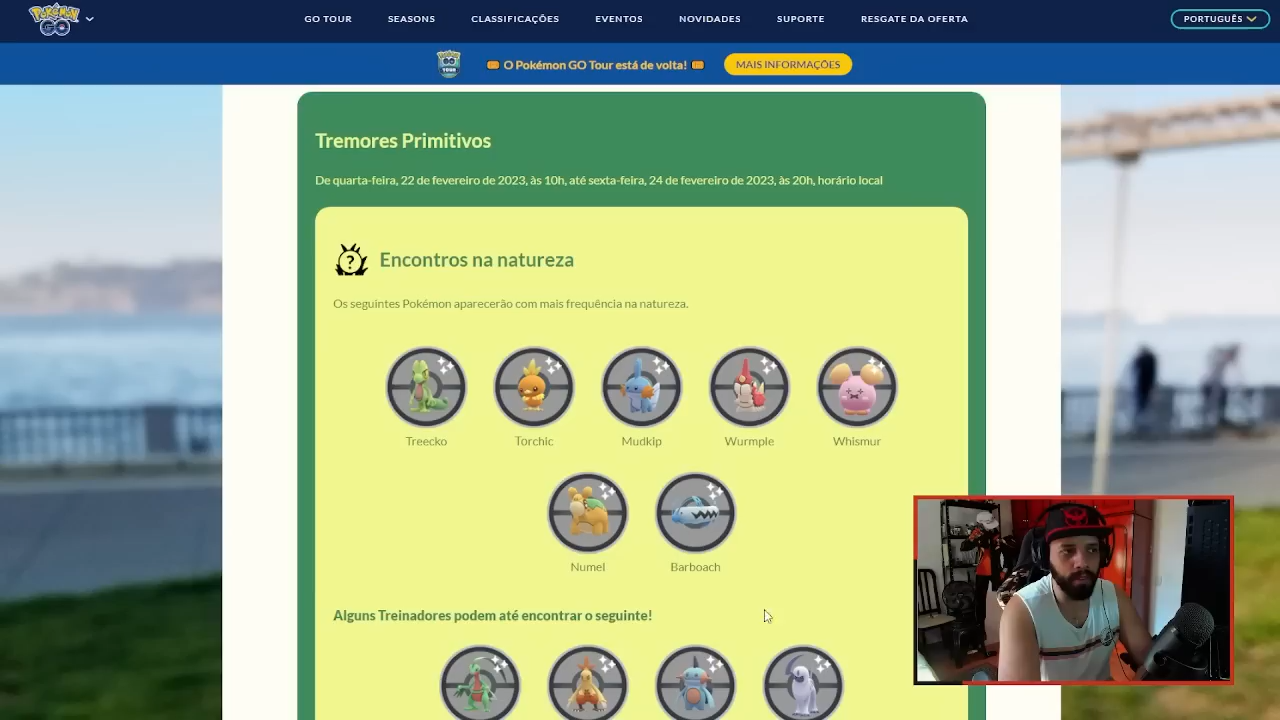 Pokémon GO
GO TOUR
SEASONS
CLASSIFICAÇÕES
EVENTOS
NOVIDADES
SUPORTE
RESGATE DA OFERTA
PORTUGUÊS
O Pokémon GO Tour está de volta!
MAIS INFORMAÇÕES
Tremores Primitivos
De quarta-feira, 22 de fevereiro de 2023, às 10h, até sexta-feira, 24 de fevereiro de 2023, às 20h, horário local
?
Encontros na natureza
Os seguintes Pokémon aparecerão com mais frequência na natureza.
Treecko
Torchic
Mudkip
Wurmple
Whismur
Numel
Barboach
Alguns Treinadores podem até encontrar o seguinte!